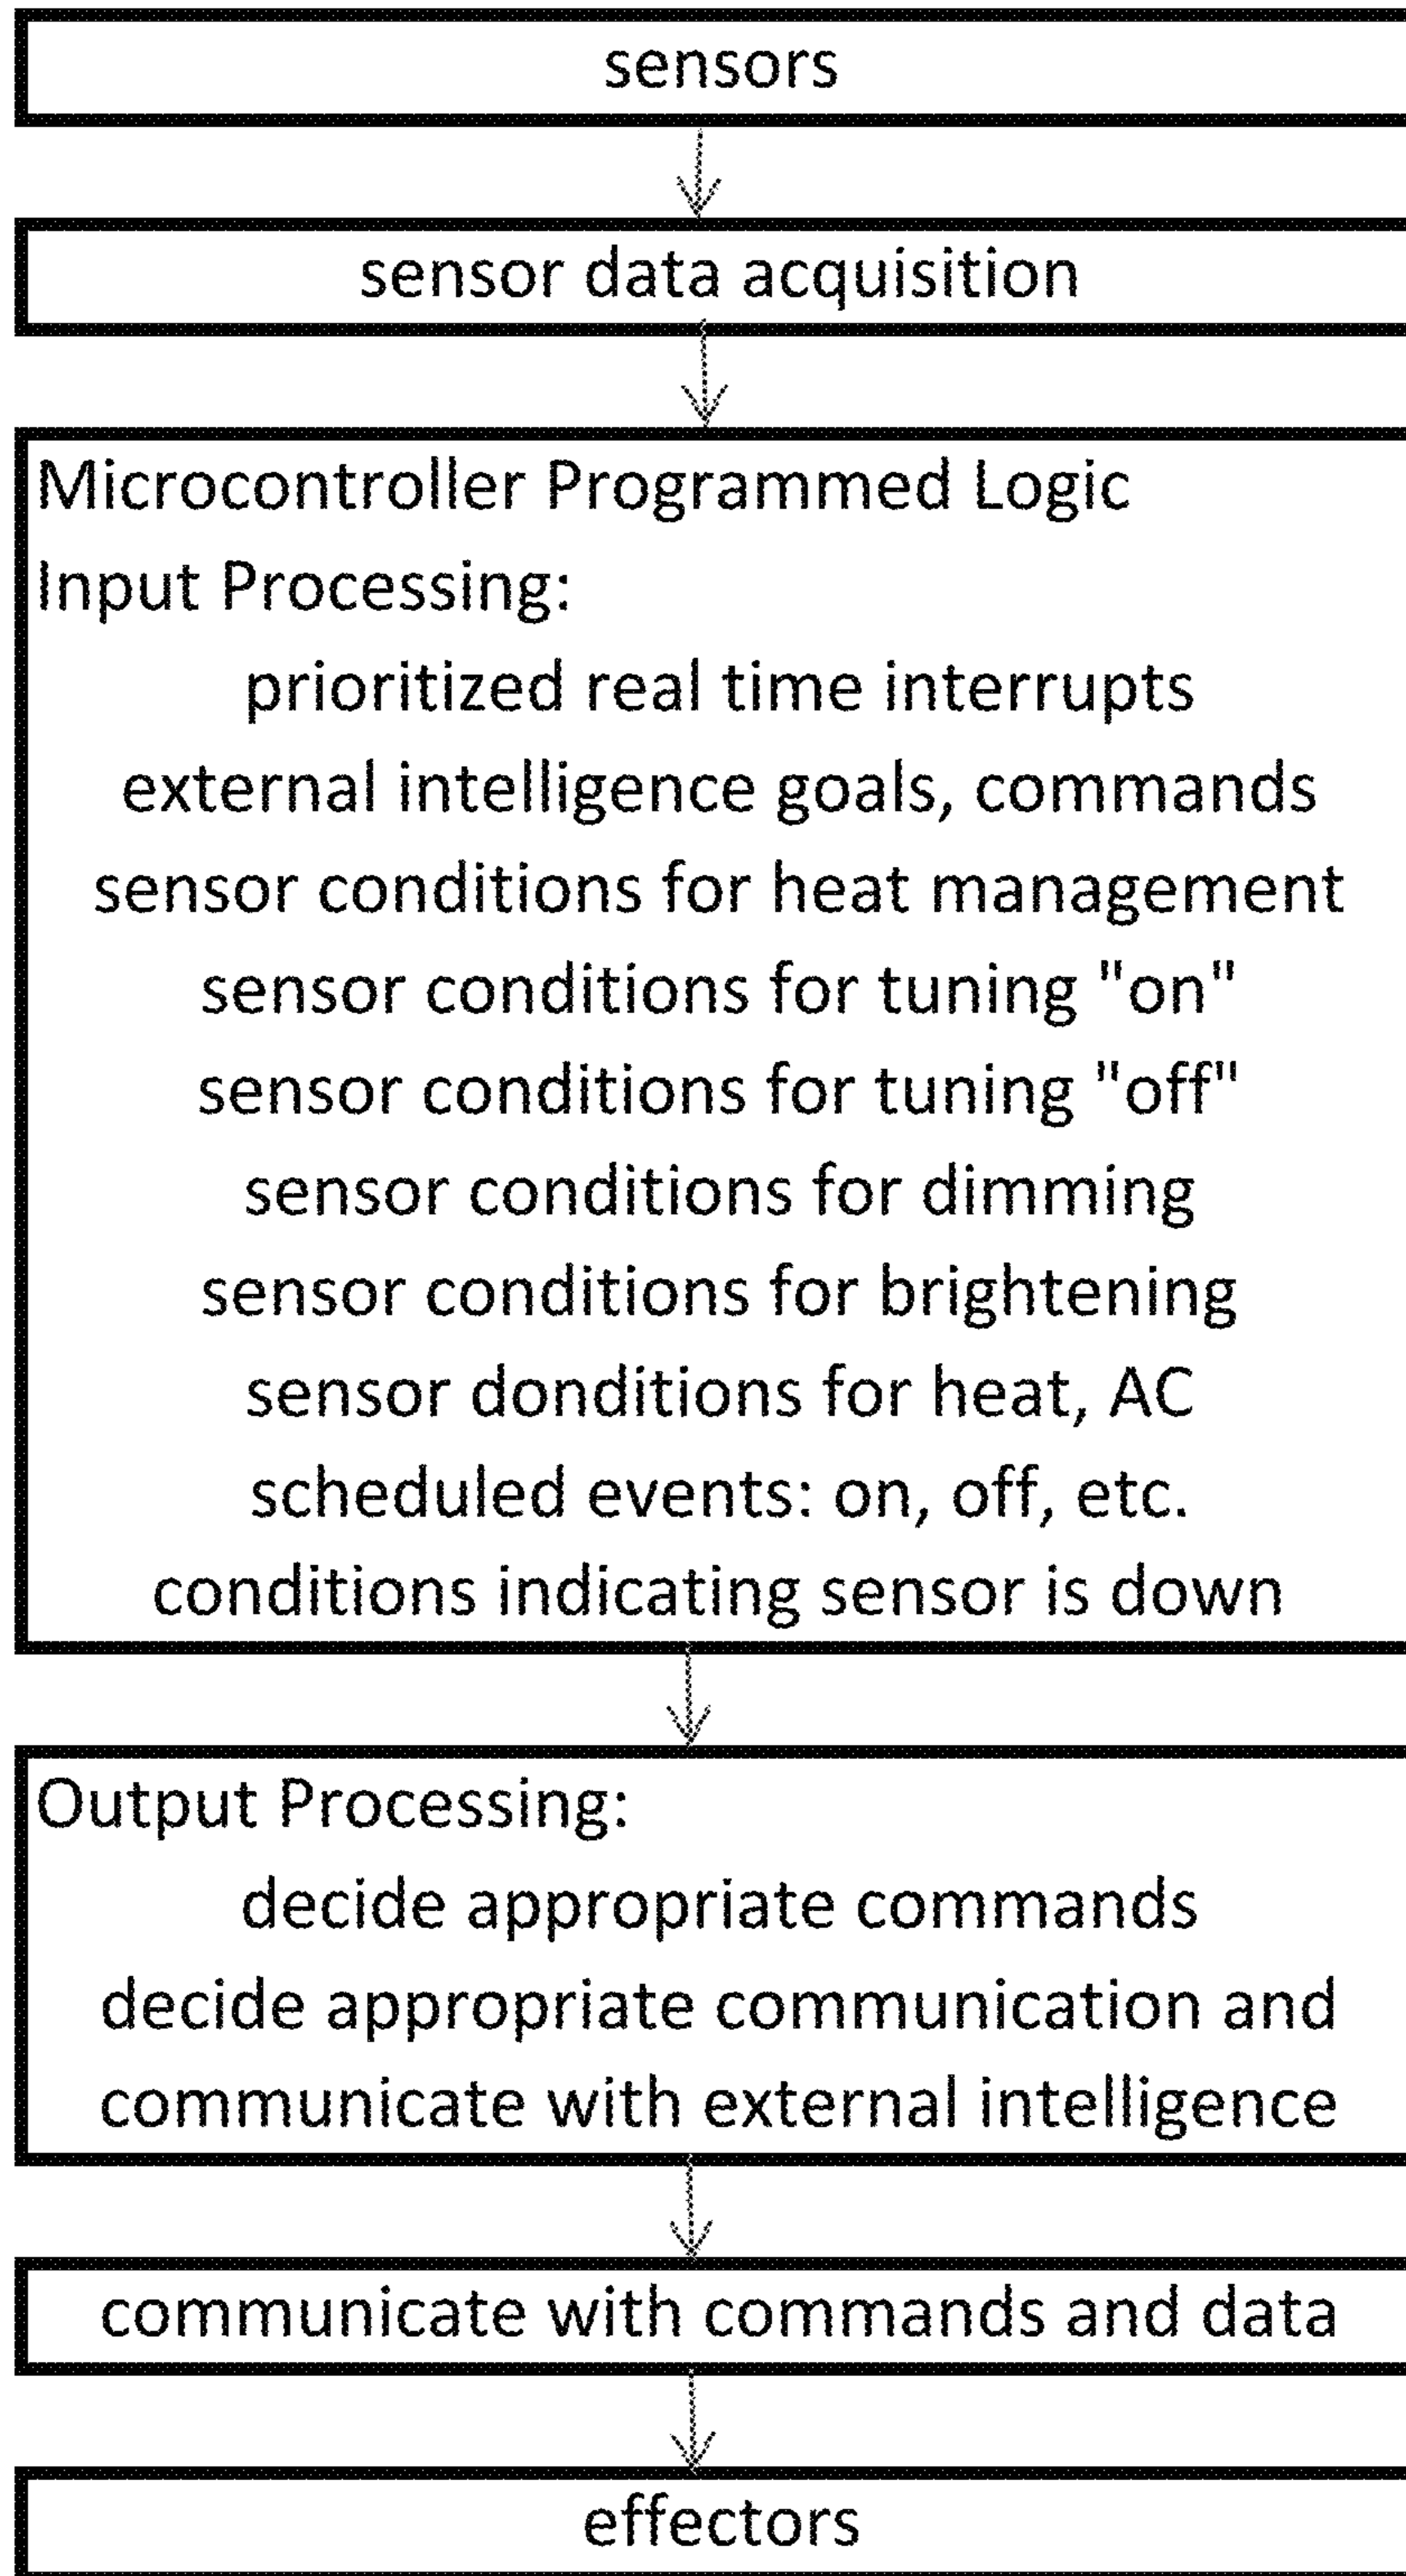 sensors
sensor data acquisition
Microcontroller Programmed Logic
Input Processing:
prioritized real time interrupts
external intelligence goals, commands
sensor conditions for heat management
sensor conditions for tuning "on"
sensor conditions for tuning "off"
sensor conditions for dimming
sensor conditions for brightening
sensor donditions for heat, AC
scheduled events: on, off, etc.
conditions indicating sensor is down
Output Processing:
decide appropriate commands
decide appropriate communication and
communicate with external intelligence
communicate with commands and data
effectors